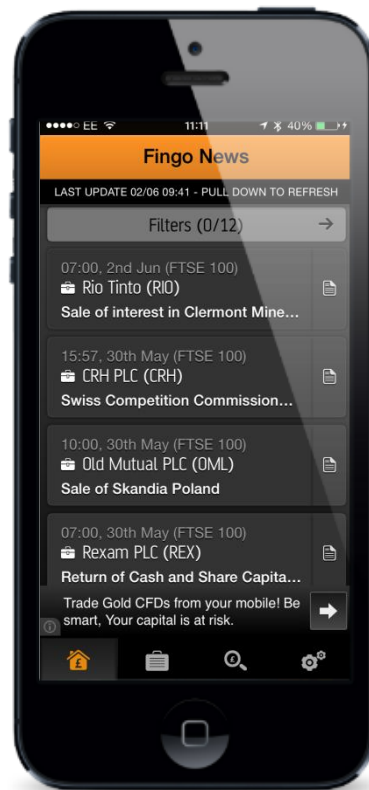 EE 11:11 40%
Fingo News
LAST UPDATE 02/06 09:41 - PULL DOWN TO REFRESH
Filters (0/12)
07:00, 2nd Jun (FTSE 100)
Rio Tinto (RIO)
Sale of interest in Clermont Mine...
15:57, 30th May (FTSE 100)
CRH PLC (CRH)
Swiss Competition Commission...
10:00, 30th May (FTSE 100)
Old Mutual PLC (OML)
Sale of Skandia Poland
07:00, 30th May (FTSE 100)
Rexam PLC (REX)
Return of Cash and Share Capita...
Trade Gold CFDs from your mobile! Be
smart, Your capital is at risk.